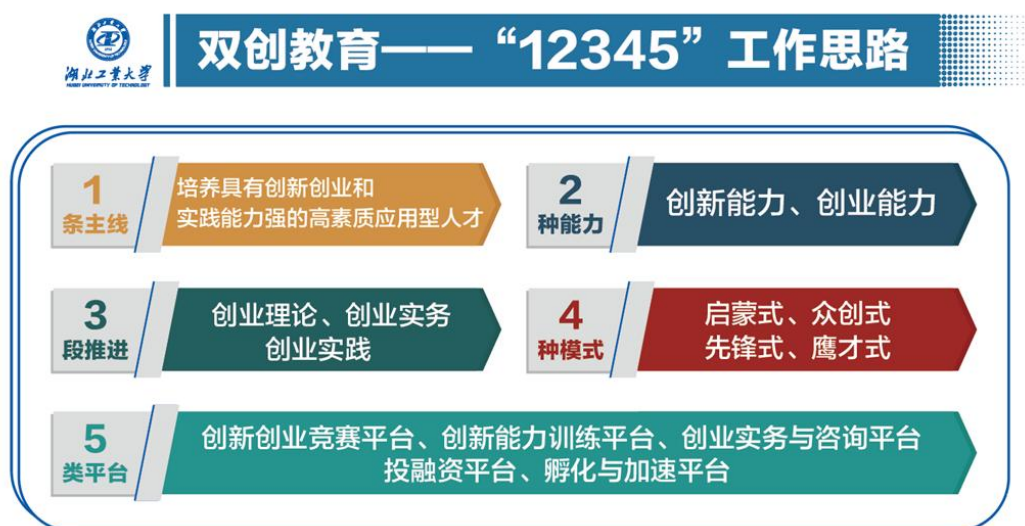 湖北工业大学
HUBEI UNIVERSITY OF TECHNOLOGY
双创教育——“12345”工作思路
1
条主线
培养具有创新创业和
实践能力强的高素质应用型人才
2
种能力
创新能力、创业能力
3
段推进
创业理论、创业实务
创业实践
4
种模式
启蒙式、众创式
先锋式、鹰才式
5
类平台
创新创业竞赛平台、创新能力训练平台、创业实务与咨询平台
投融资平台、孵化与加速平台